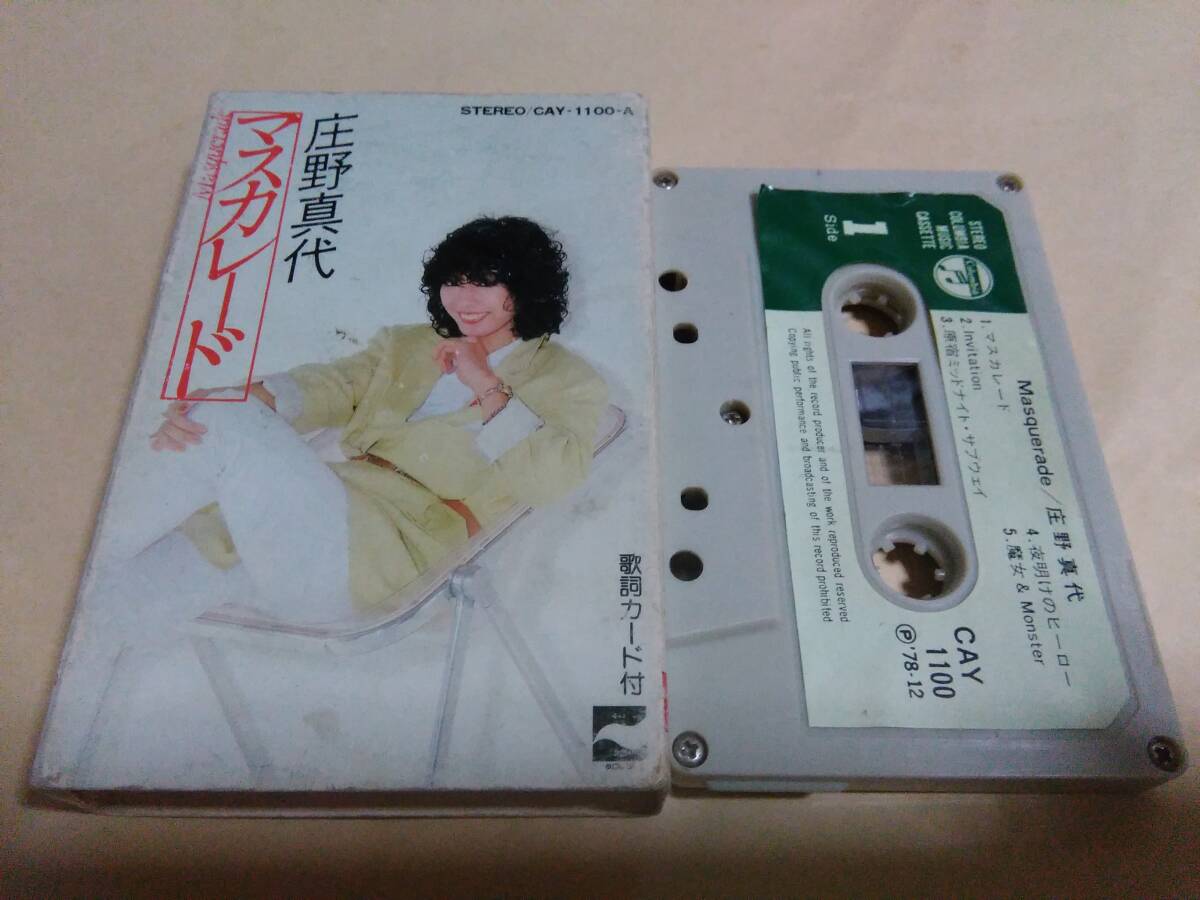 STEREO/CAY-1100-A
庄野真代
マスカレード
Masquerade
歌詞カード付
STEREO
COLUMBIA
MUSIC
CASSETTE
Columbia
Side
1
Masquerade/庄野真代
1.マスカレード
2.Invitation
3.原宿ミッドナイト・サブウェイ
4.夜明けのヒーロー
5.魔女 & Monster
All rights of the record producer and of the work reproduced reserved
Copying public performance and broadcasting of this record prohibited
CAY
1100
Ⓟ'78-12